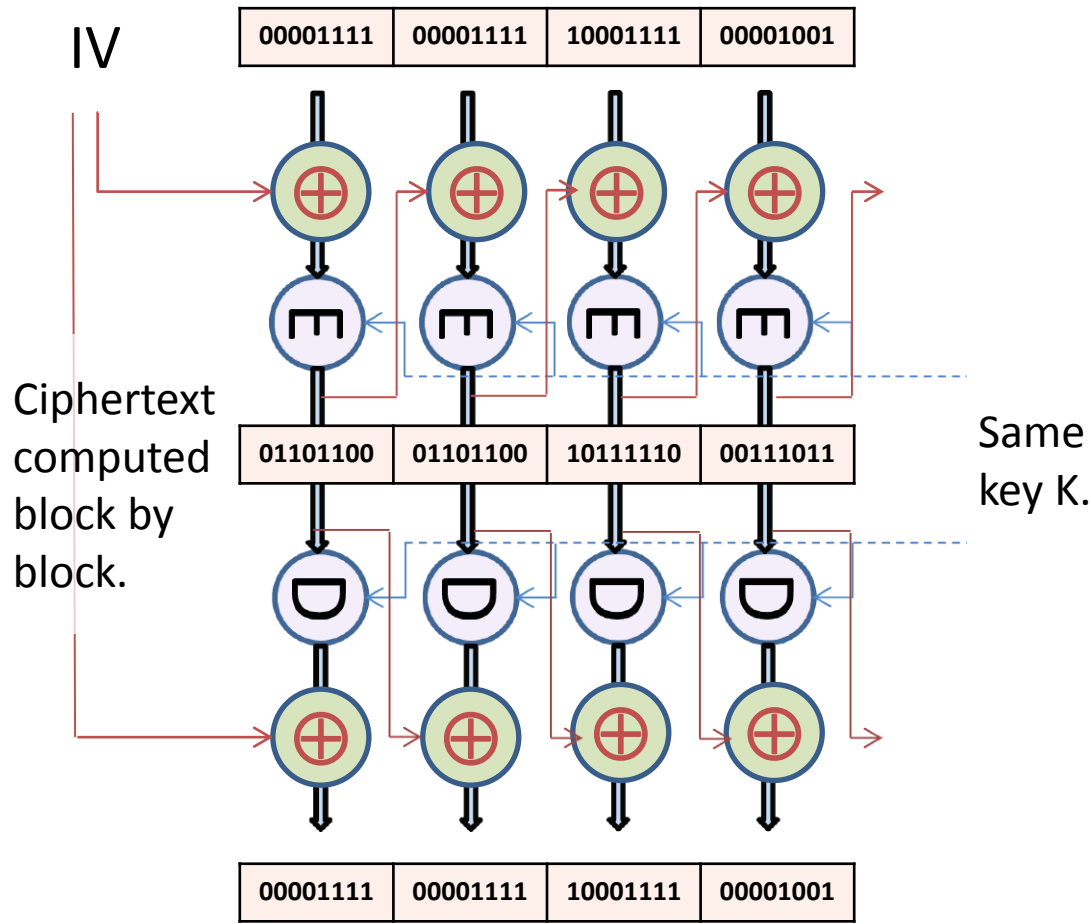 IV
00001111 00001111 10001111 00001001
E E E E
Ciphertext
computed
block by
block.
01101100 01101100 10111110 00111011
Same
key K.
D D D D
00001111 00001111 10001111 00001001